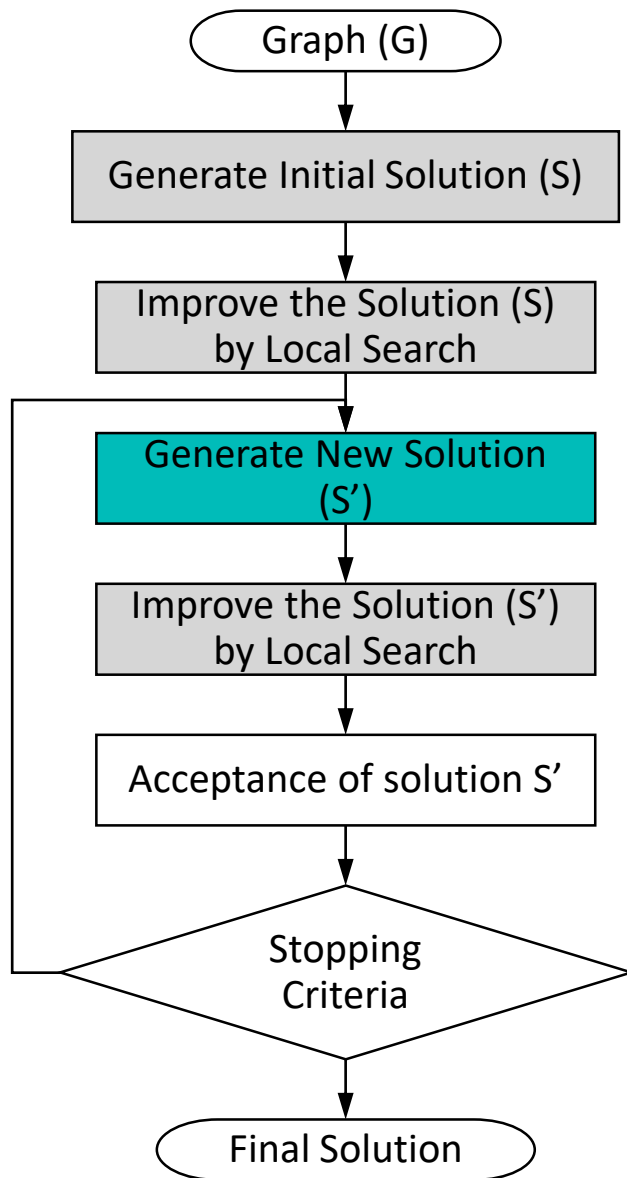 Graph (G)
Generate Initial Solution (S)
Improve the Solution (S)
by Local Search
Generate New Solution
(S’)
Improve the Solution (S’)
by Local Search
Acceptance of solution S’
Stopping
Criteria
Final Solution